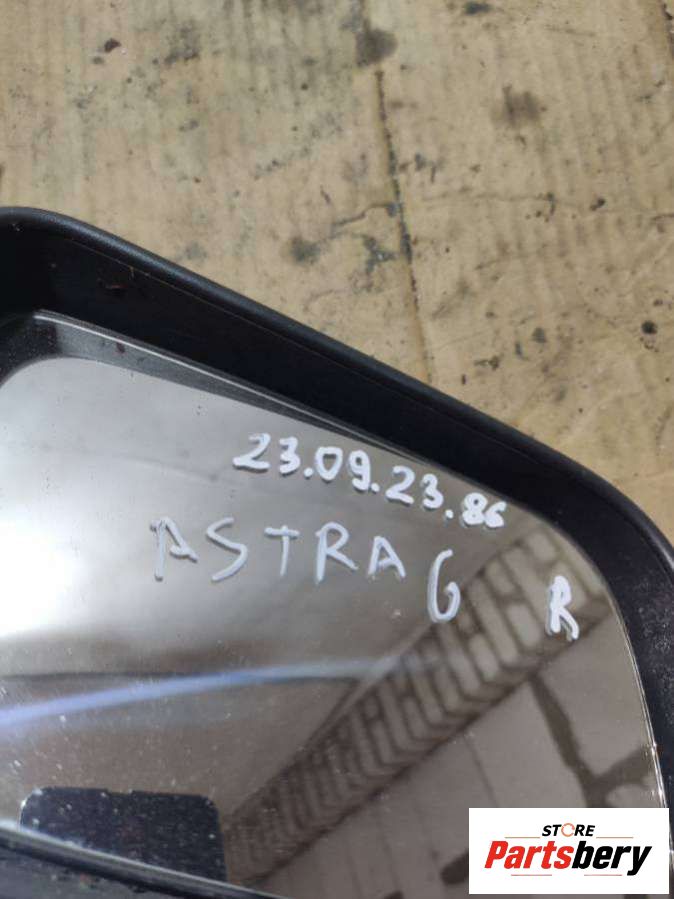 23.09.23.86
ASTRA G R
STORE
Partsbery